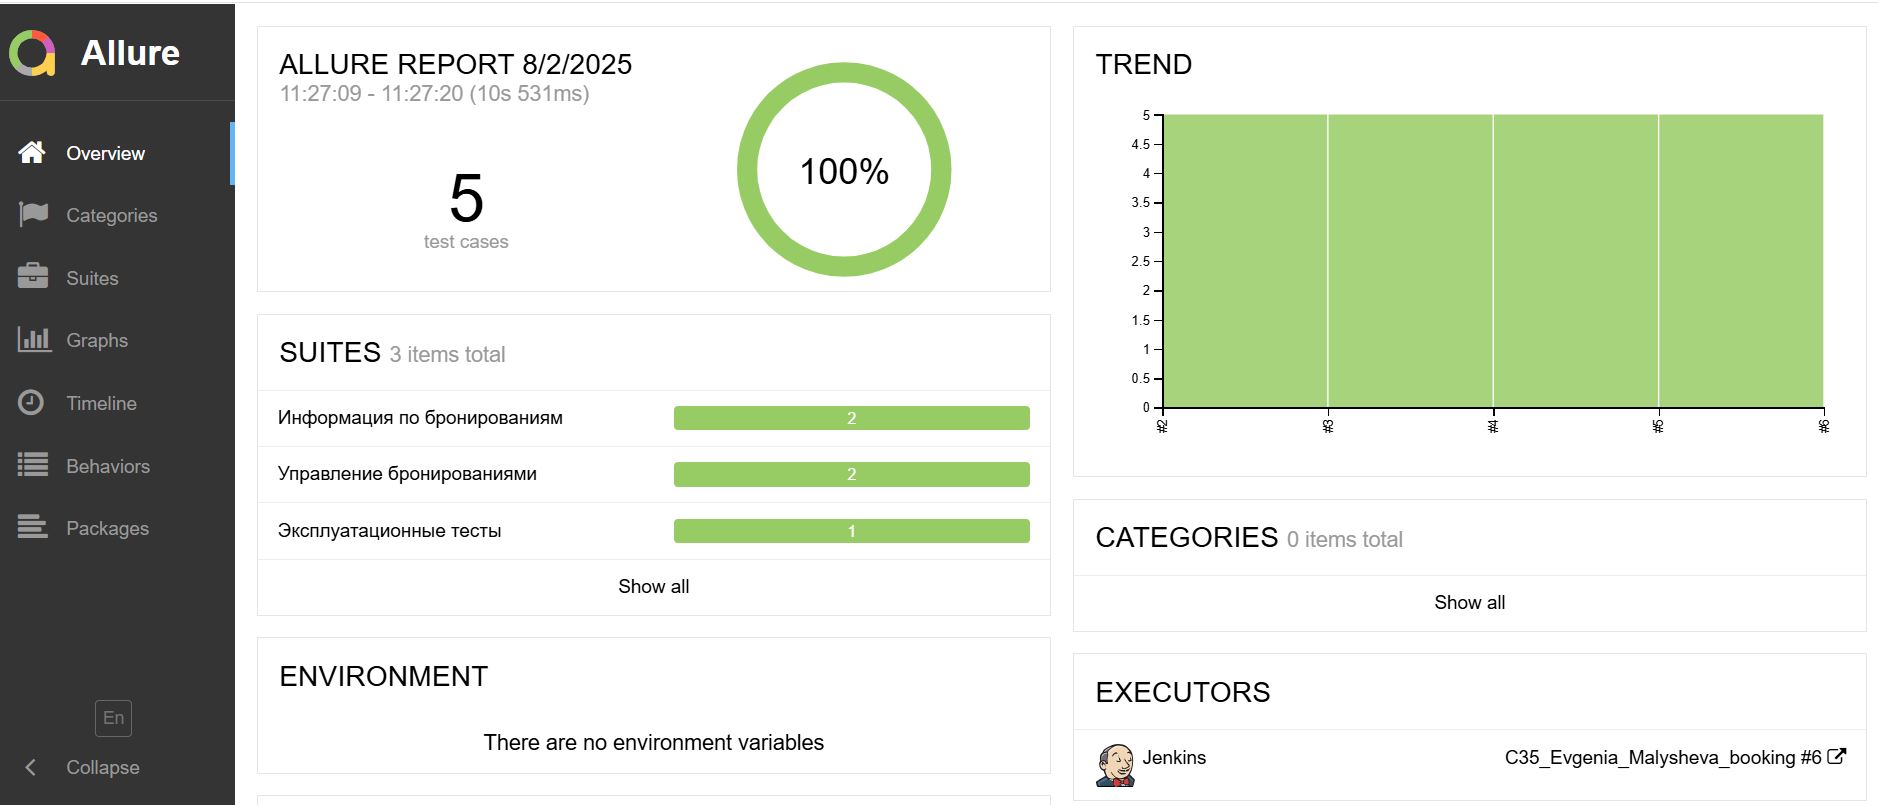 Allure
Overview
Categories
Suites
Graphs
Timeline
Behaviors
Packages
En
Collapse
ALLURE REPORT 8/2/2025
11:27:09 - 11:27:20 (10s 531ms)
5
test cases
100%
SUITES 3 items total
Информация по бронированиям 2
Управление бронированиями 2
Эксплуатационные тесты 1
Show all
ENVIRONMENT
There are no environment variables
TREND
5
4.5
4
3.5
3
2.5
2
1.5
1
0.5
0
#2 #3 #4 #5 #6
CATEGORIES 0 items total
Show all
EXECUTORS
Jenkins C35_Evgenia_Malysheva_booking #6